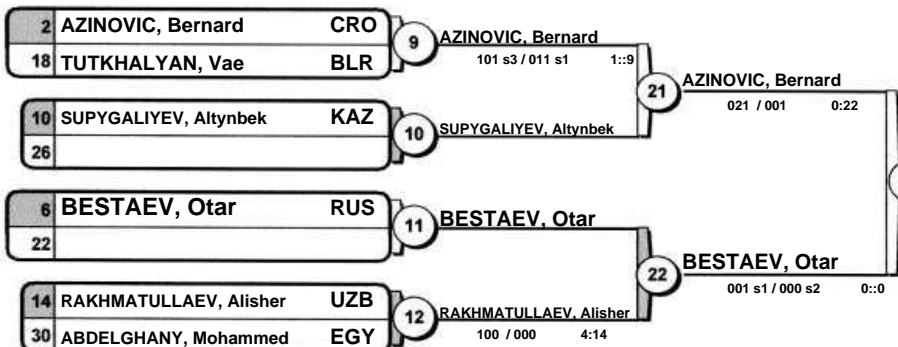 2 AZINOVIC, Bernard CRO
18 TUTKHALYAN, Vae BLR
9
AZINOVIC, Bernard
101 s3 / 011 s1 1::9
10 SUPYGALIYEV, Altynbek KAZ
26
10
SUPYGALIYEV, Altynbek
21
AZINOVIC, Bernard
021 / 001 0:22
6 BESTAEV, Otar RUS
22
11
BESTAEV, Otar
14 RAKHMATULLAEV, Alisher UZB
30 ABDELGHANY, Mohammed EGY
12
RAKHMATULLAEV, Alisher
100 / 000 4:14
22
BESTAEV, Otar
001 s1 / 000 s2 0::0